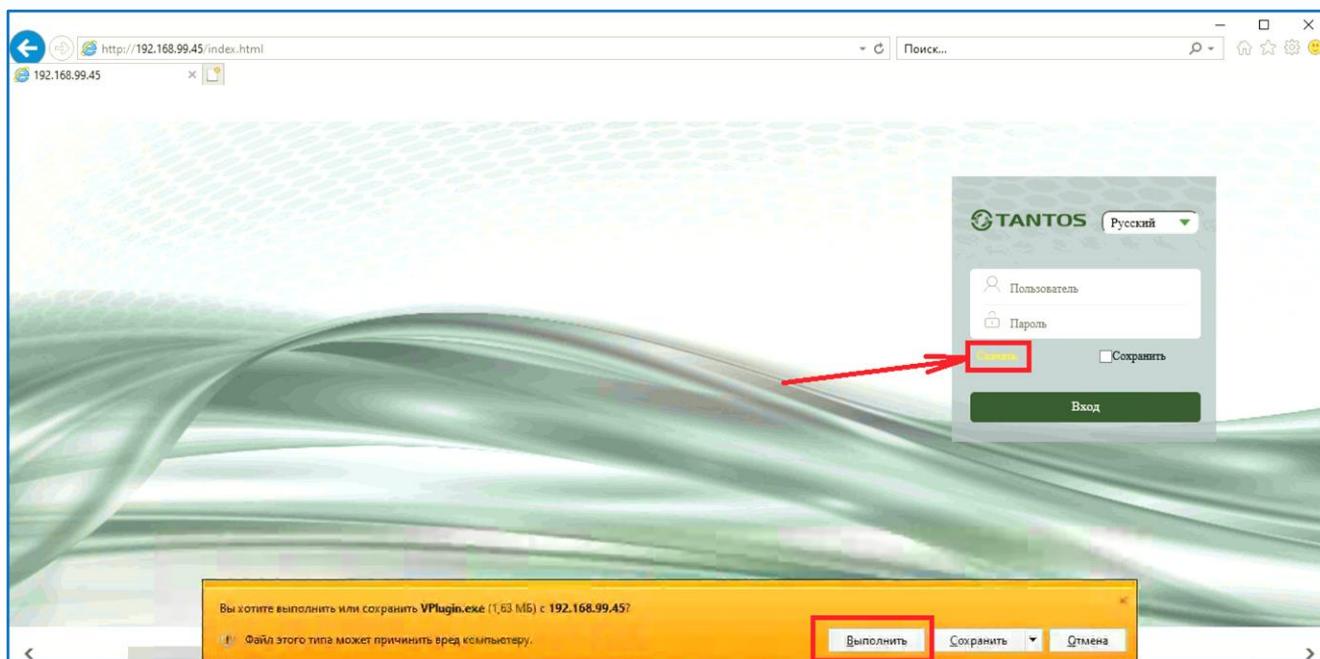 http://192.168.99.45/index.html
Поиск...
192.168.99.45
TANTOS
Русский
Пользователь
Пароль
Скачать
Сохранить
Вход
Вы хотите выполнить или сохранить VPlugin.exe (1,63 МБ) с 192.168.99.45?
Файл этого типа может причинить вред компьютеру.
Выполнить
Сохранить
Отмена